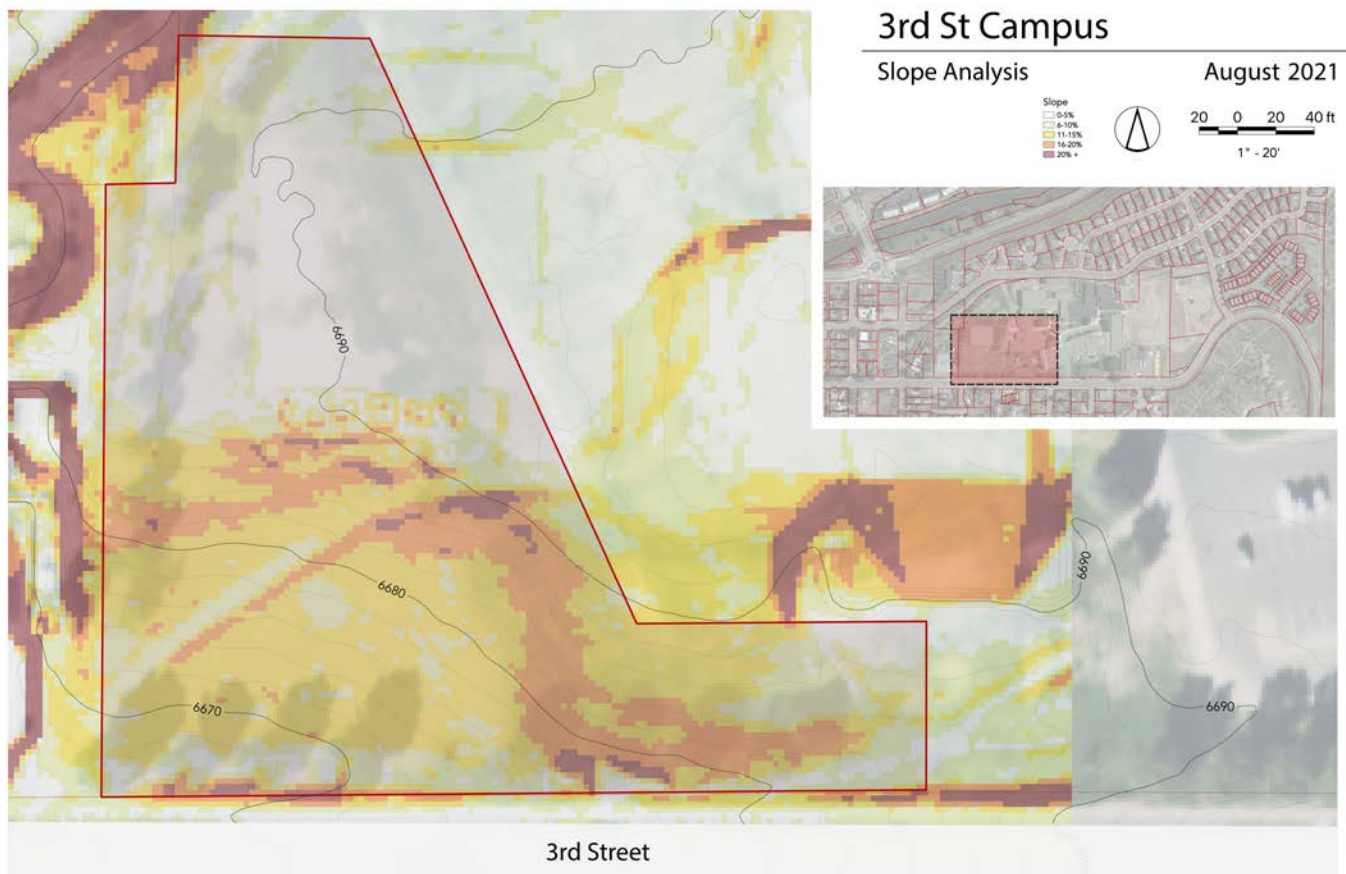 3rd St Campus
Slope Analysis
August 2021
Slope
0-5%
6-10%
11-15%
16-20%
20% +
20 0 20 40 ft
1" - 20'
6690
6680
6690
6670
6690
3rd Street